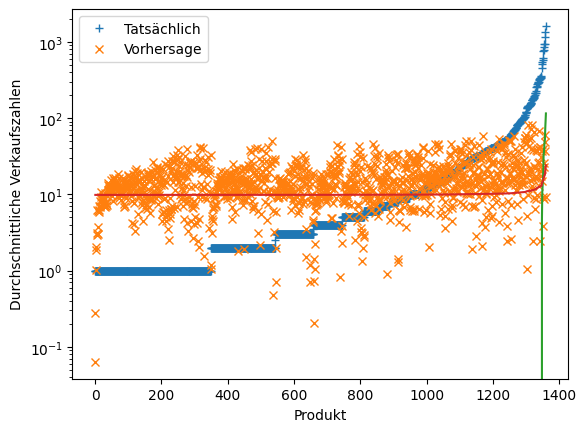 Tatsächlich
Vorhersage
Durchschnittliche Verkaufszahlen
10³
10²
10¹
10⁰
10⁻¹
0 200 400 600 800 1000 1200 1400
Produkt